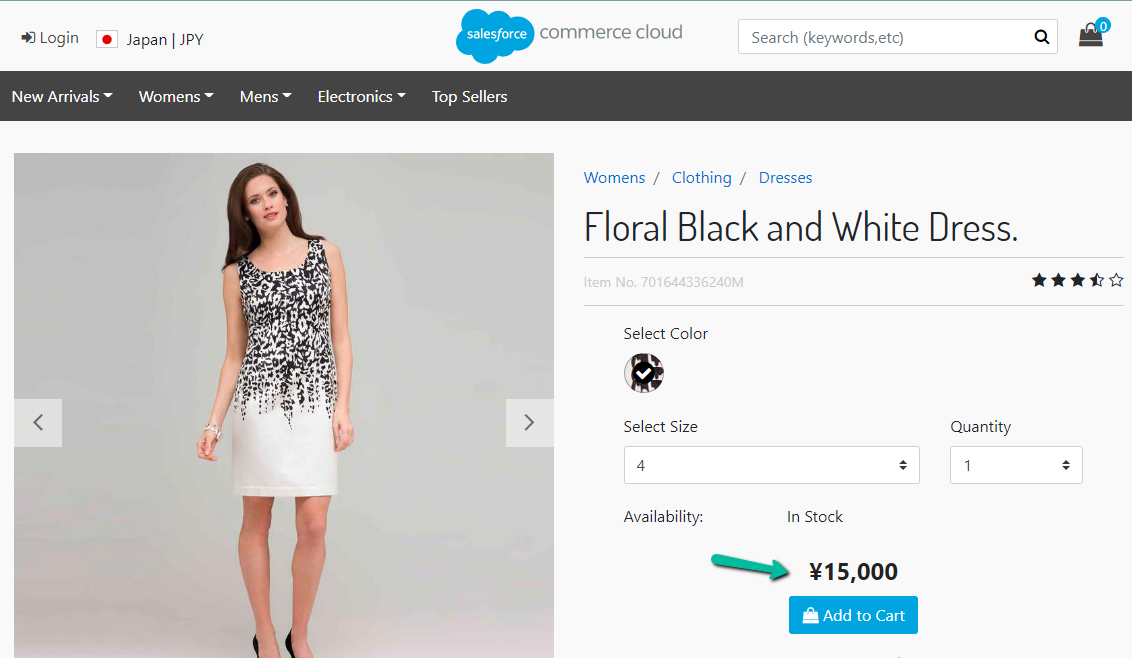 Login
Japan | JPY
salesforce commerce cloud
Search (keywords,etc)
0
New Arrivals Womens Mens Electronics Top Sellers
Womens / Clothing / Dresses
Floral Black and White Dress.
Item No. 701644336240M
Select Color
Select Size Quantity
4 1
Availability: In Stock
¥15,000
Add to Cart